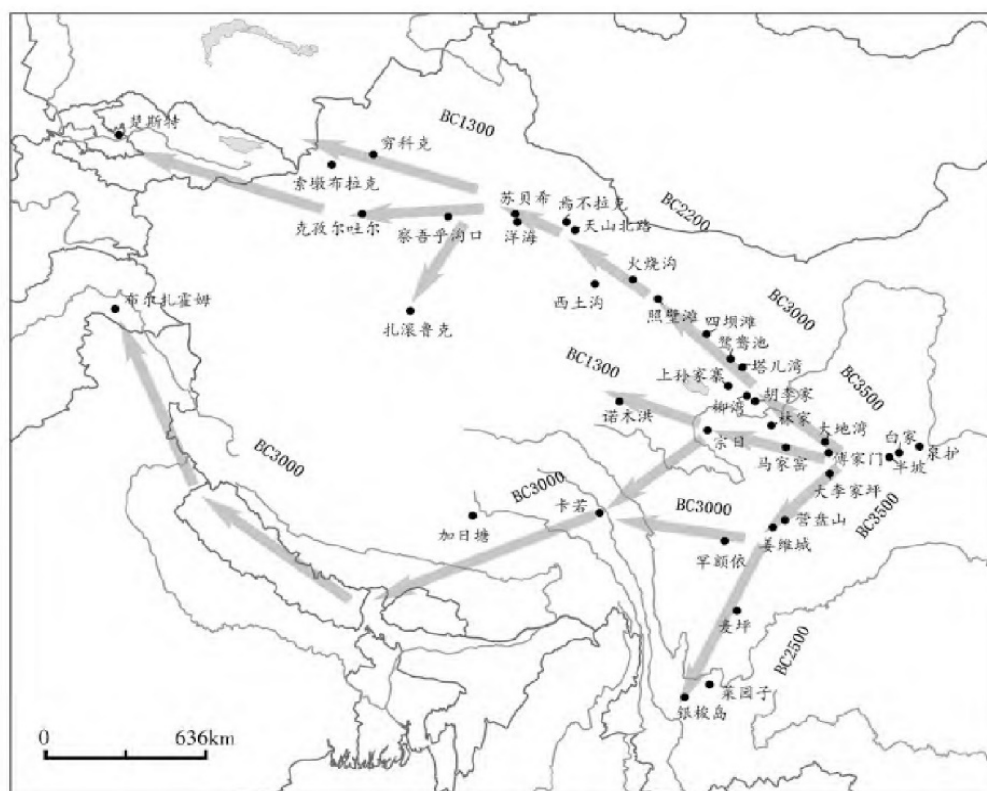 楚斯特
BC1300
穷科克
索墩布拉克
苏贝希
焉不拉克
BC2200
克孜尔吐尔
察吾乎沟口
洋海
天山北路
火烧沟
布尔扎霍姆
西土沟
照壁滩
BC3000
扎滚鲁克
四坝滩
鸳鸯池
BC1300
塔儿湾
上孙家寨
BC3500
胡李家
诺木洪
柳湾
林家
大地湾
白家
宗日
泉护
马家窑
傅家门
半坡
BC3000
大李家坪
BC3000
卡若
BC3000
营盘山
BC3500
加日塘
姜维城
罕额依
麦坪
BC2500
菜园子
银梭岛
0
636km